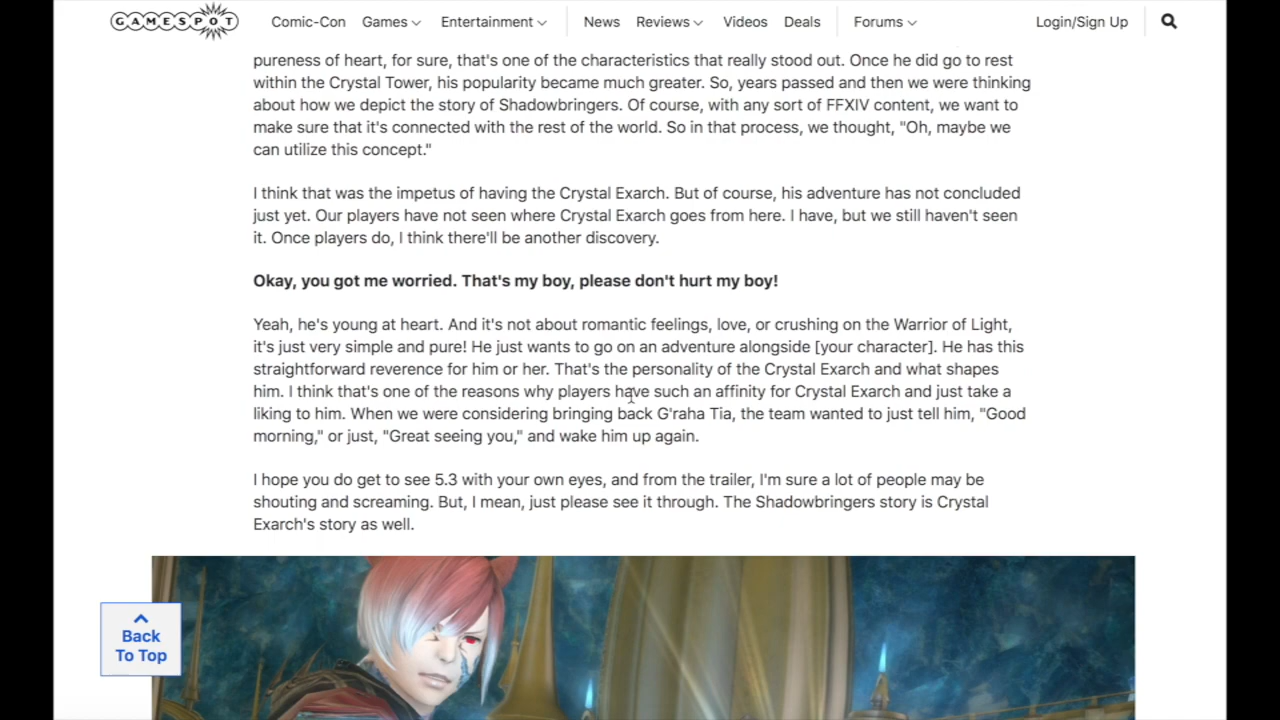 GAMESPOT
Comic-Con Games Entertainment News Reviews Videos Deals Forums Login/Sign Up
pureness of heart, for sure, that's one of the characteristics that really stood out. Once he did go to rest
within the Crystal Tower, his popularity became much greater. So, years passed and then we were thinking
about how we depict the story of Shadowbringers. Of course, with any sort of FFXIV content, we want to
make sure that it's connected with the rest of the world. So in that process, we thought, "Oh, maybe we
can utilize this concept."
I think that was the impetus of having the Crystal Exarch. But of course, his adventure has not concluded
just yet. Our players have not seen where Crystal Exarch goes from here. I have, but we still haven't seen
it. Once players do, I think there'll be another discovery.
Okay, you got me worried. That's my boy, please don't hurt my boy!
Yeah, he's young at heart. And it's not about romantic feelings, love, or crushing on the Warrior of Light,
it's just very simple and pure! He just wants to go on an adventure alongside [your character]. He has this
straightforward reverence for him or her. That's the personality of the Crystal Exarch and what shapes
him. I think that's one of the reasons why players have such an affinity for Crystal Exarch and just take a
liking to him. When we were considering bringing back G'raha Tia, the team wanted to just tell him, "Good
morning," or just, "Great seeing you," and wake him up again.
I hope you do get to see 5.3 with your own eyes, and from the trailer, I'm sure a lot of people may be
shouting and screaming. But, I mean, just please see it through. The Shadowbringers story is Crystal
Exarch's story as well.
Back
To Top